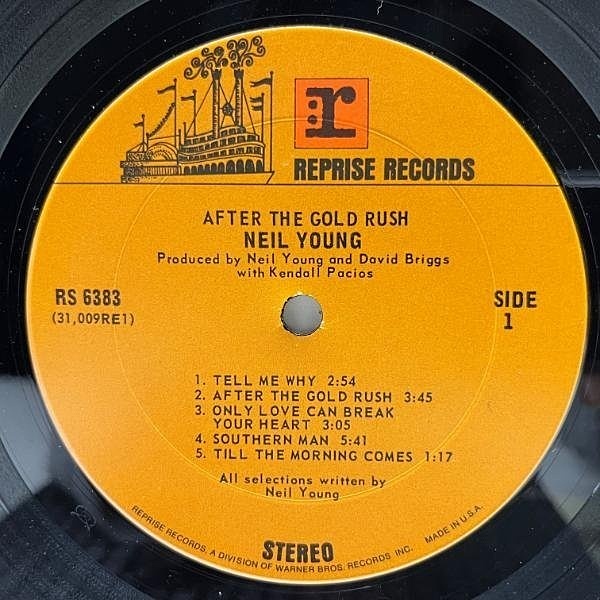 r
REPRISE RECORDS
AFTER THE GOLD RUSH
NEIL YOUNG
Produced by Neil Young and David Briggs
with Kendall Pacios
RS 6383
(31,009RE1)
SIDE
1
1. TELL ME WHY 2:54
2. AFTER THE GOLD RUSH 3:45
3. ONLY LOVE CAN BREAK
YOUR HEART 3:05
4. SOUTHERN MAN 5:41
5. TILL THE MORNING COMES 1:17
All selections written by
Neil Young
STEREO
REPRISE RECORDS, A DIVISION OF WARNER BROS. RECORDS INC. MADE IN U.S.A.